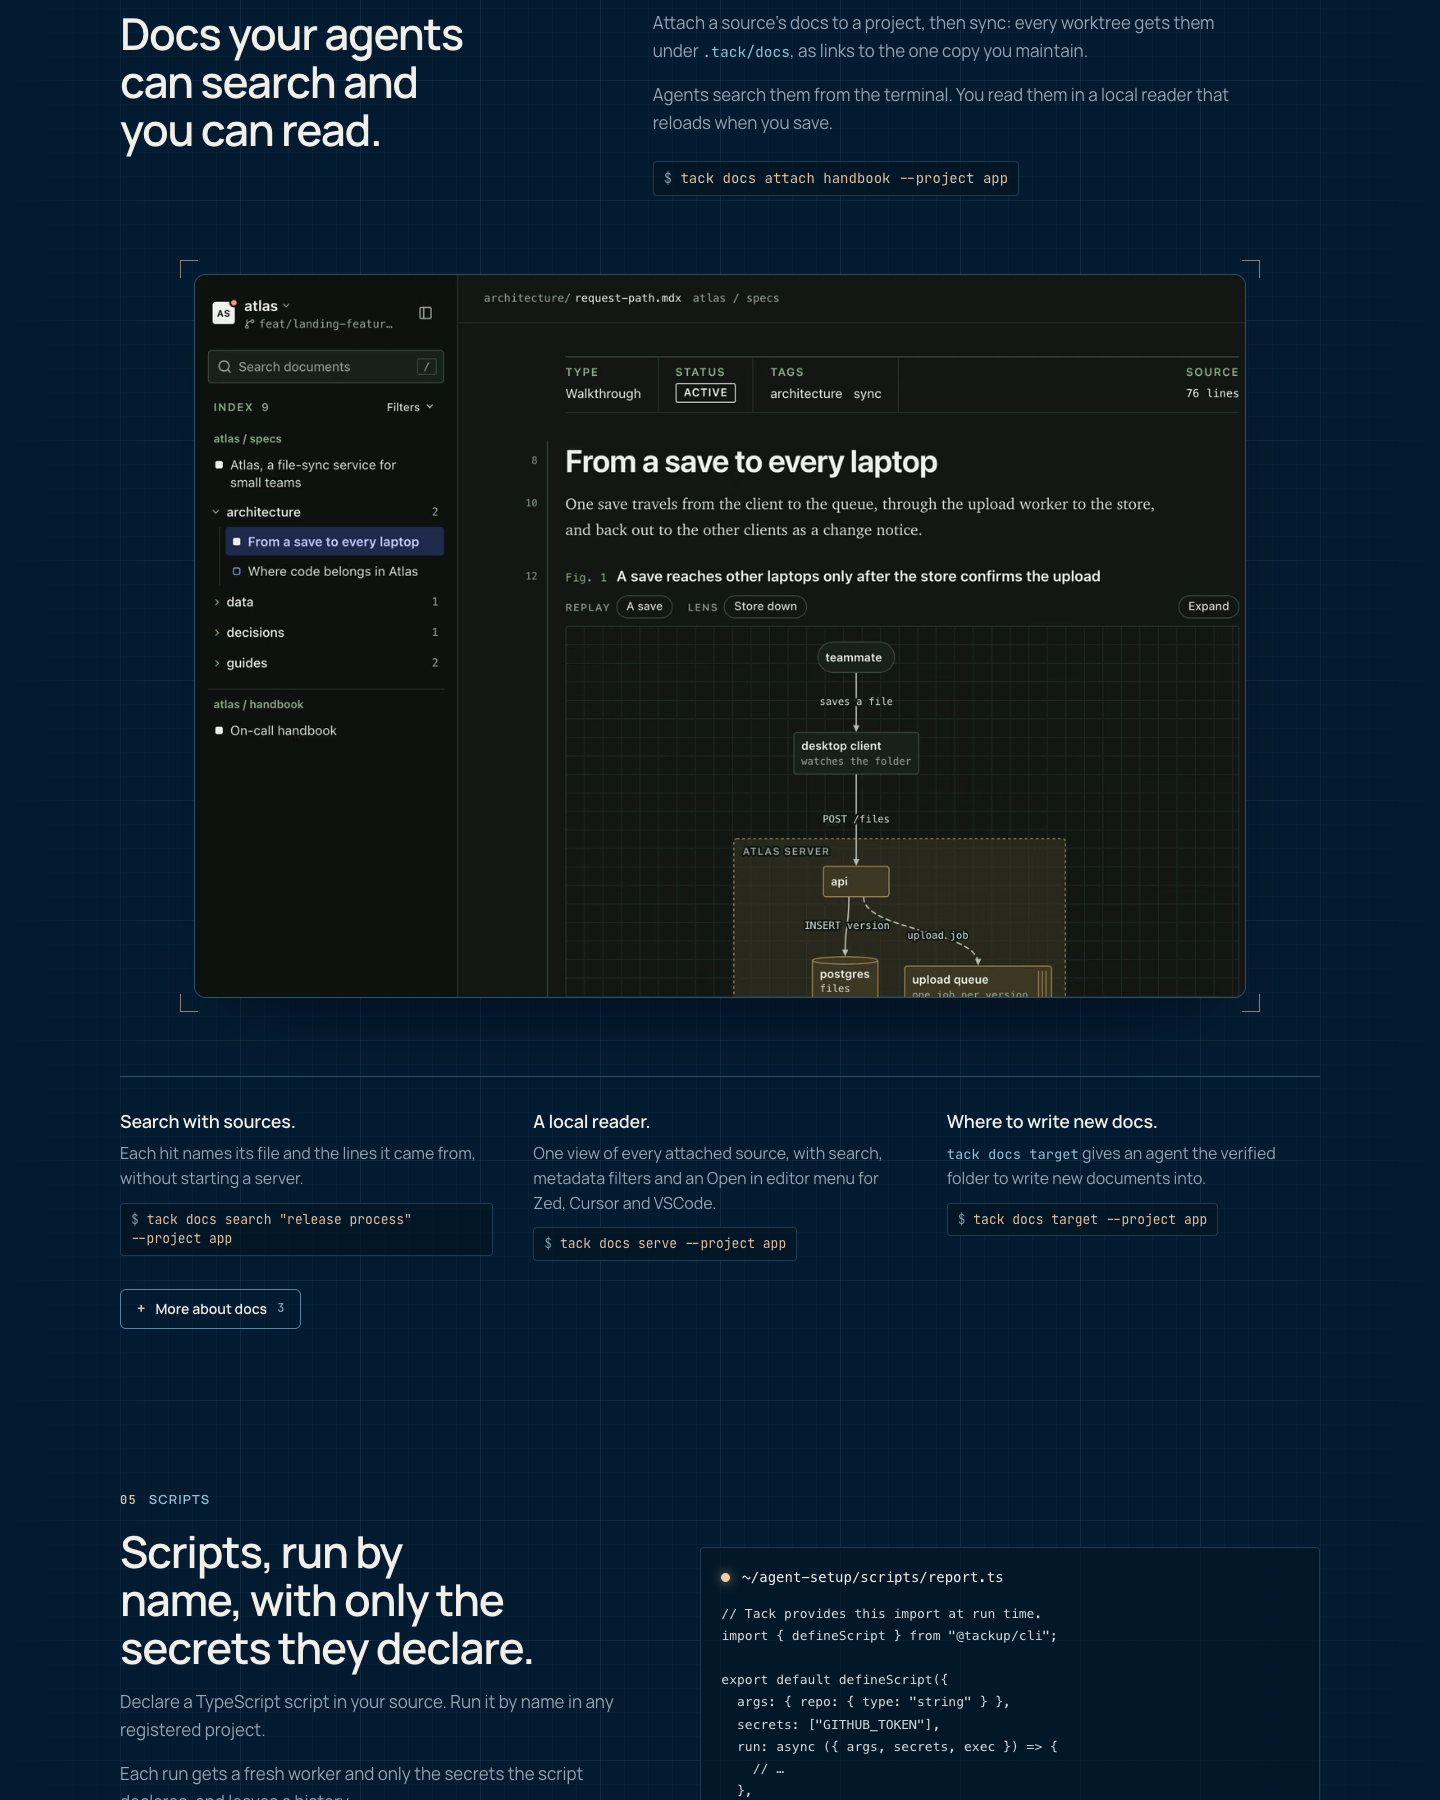 Docs your agents
can search and
you can read.
Attach a source's docs to a project, then sync: every worktree gets them
under .tack/docs, as links to the one copy you maintain.
Agents search them from the terminal. You read them in a local reader that
reloads when you save.
$ tack docs attach handbook --project app
AS
atlas
feat/landing-featur…
Search documents
/
INDEX 9
Filters
atlas / specs
Atlas, a file-sync service for
small teams
architecture 2
From a save to every laptop
Where code belongs in Atlas
data 1
decisions 1
guides 2
atlas / handbook
On-call handbook
architecture/ request-path.mdx atlas / specs
TYPE
Walkthrough
STATUS
ACTIVE
TAGS
architecture sync
SOURCE
76 lines
8 From a save to every laptop
10 One save travels from the client to the queue, through the upload worker to the store,
and back out to the other clients as a change notice.
12 Fig. 1 A save reaches other laptops only after the store confirms the upload
REPLAY A save LENS Store down Expand
teammate
saves a file
desktop client
watches the folder
POST /files
ATLAS SERVER
api
INSERT version
upload.job
postgres
files
upload queue
one job per version
Search with sources.
Each hit names its file and the lines it came from,
without starting a server.
$ tack docs search "release process"
--project app
A local reader.
One view of every attached source, with search,
metadata filters and an Open in editor menu for
Zed, Cursor and VSCode.
$ tack docs serve --project app
Where to write new docs.
tack docs target gives an agent the verified
folder to write new documents into.
$ tack docs target --project app
+ More about docs 3
05 SCRIPTS
Scripts, run by
name, with only the
secrets they declare.
Declare a TypeScript script in your source. Run it by name in any
registered project.
Each run gets a fresh worker and only the secrets the script
declares, and leaves a history.
~/agent-setup/scripts/report.ts
// Tack provides this import at run time.
import { defineScript } from "@tackup/cli";
export default defineScript({
args: { repo: { type: "string" } },
secrets: ["GITHUB_TOKEN"],
run: async ({ args, secrets, exec }) => {
// …
},